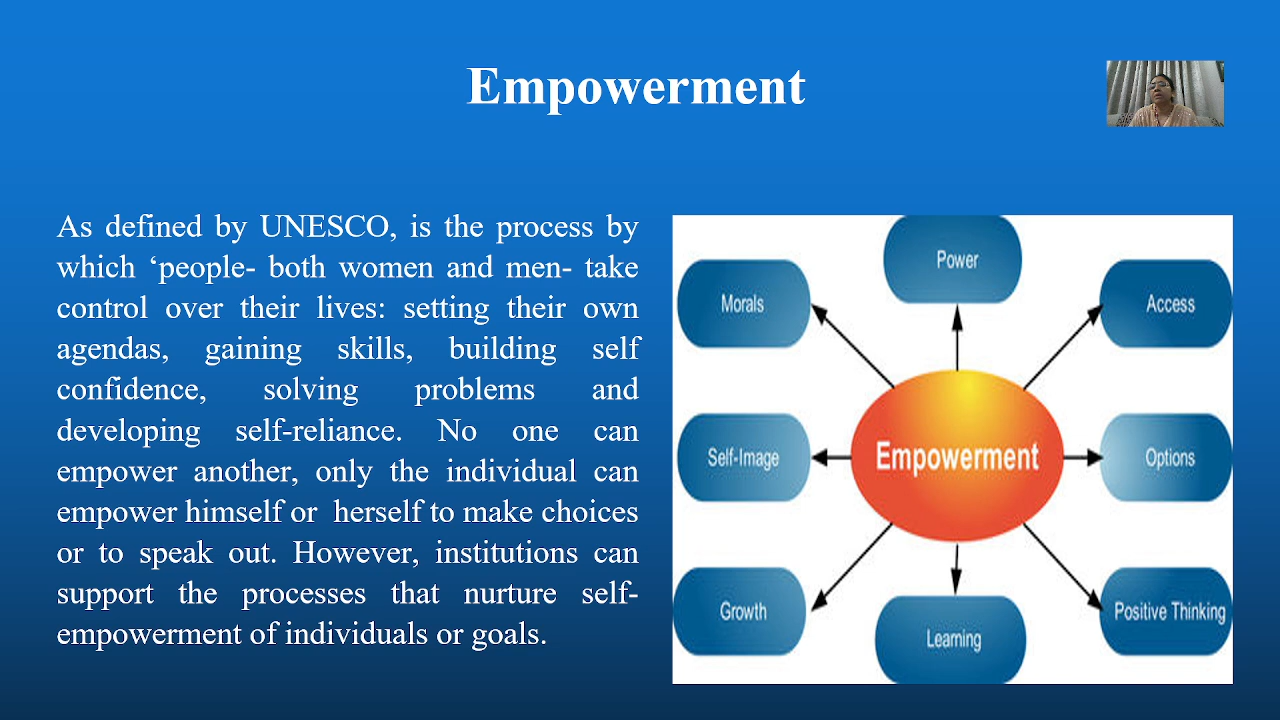 Empowerment
As defined by UNESCO, is the process by
which ‘people- both women and men- take
control over their lives: setting their own
agendas, gaining skills, building self
confidence, solving problems and
developing self-reliance. No one can
empower another, only the individual can
empower himself or  herself to make choices
or to speak out. However, institutions can
support the processes that nurture self-
empowerment of individuals or goals.
Power
Morals
Access
Self-Image
Empowerment
Options
Growth
Learning
Positive Thinking